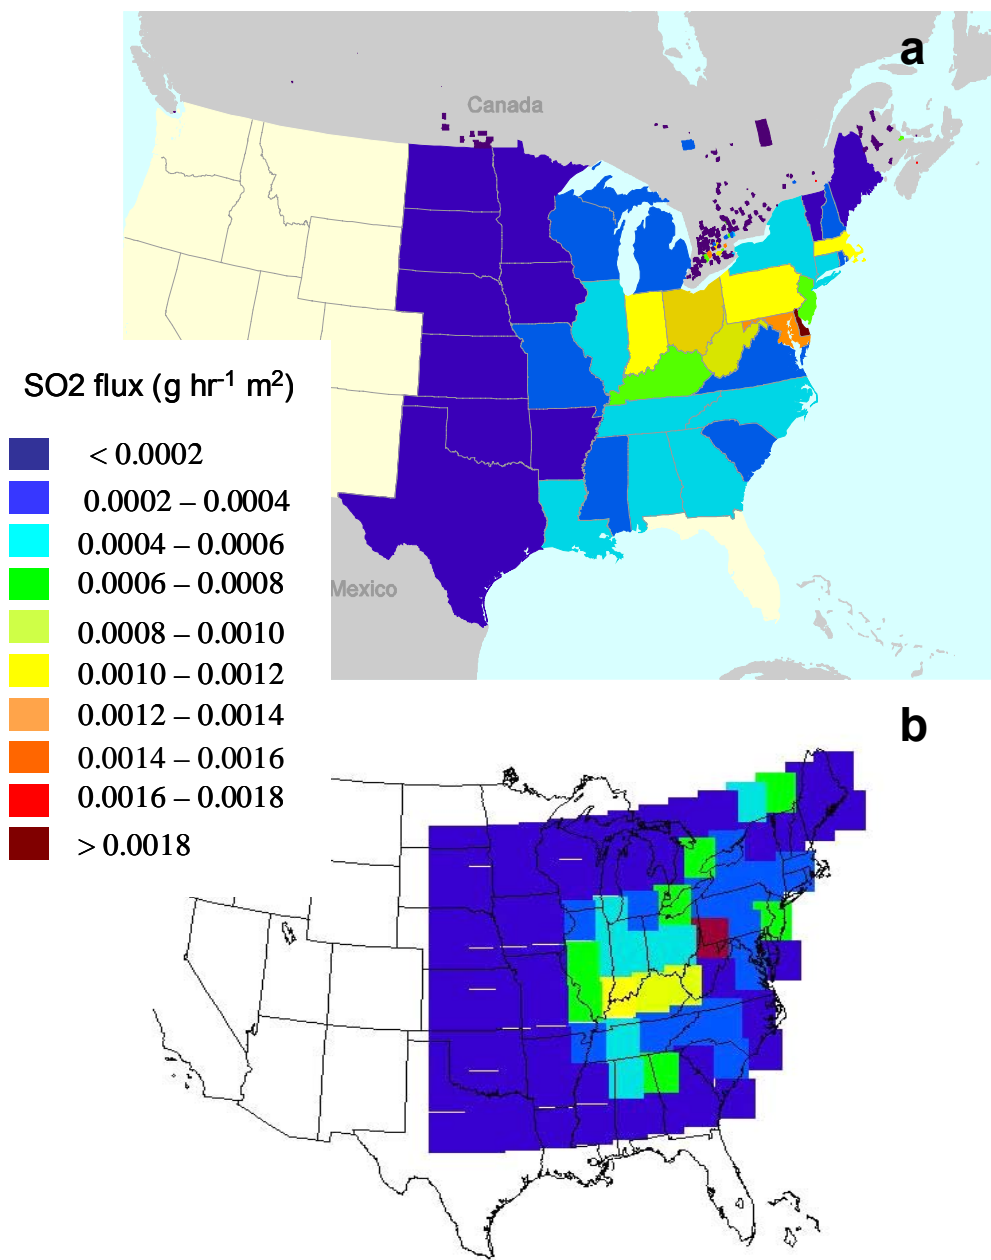 a
Canada
SO2 flux (g hr-1 m2)
< 0.0002
0.0002 – 0.0004
0.0004 – 0.0006
0.0006 – 0.0008
0.0008 – 0.0010
0.0010 – 0.0012
0.0012 – 0.0014
0.0014 – 0.0016
0.0016 – 0.0018
> 0.0018
Mexico
b